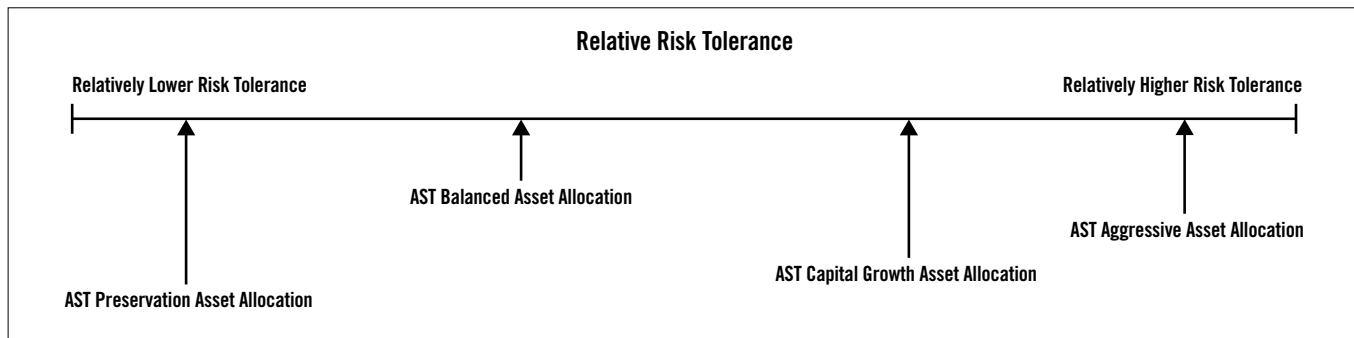 Relative Risk Tolerance
Relatively Lower Risk Tolerance
Relatively Higher Risk Tolerance
AST Balanced Asset Allocation
AST Aggressive Asset Allocation
AST Capital Growth Asset Allocation
AST Preservation Asset Allocation